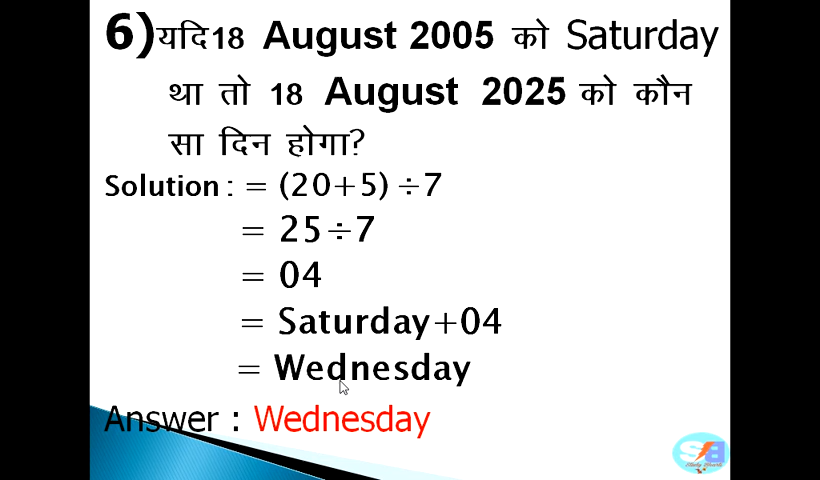 6)यदि18 August 2005 को Saturday
था तो 18 August 2025 को कौन
सा दिन होगा?
Solution : = (20+5) ÷7
= 25÷7
= 04
= Saturday+04
= Wednesday
Answer : Wednesday
SB